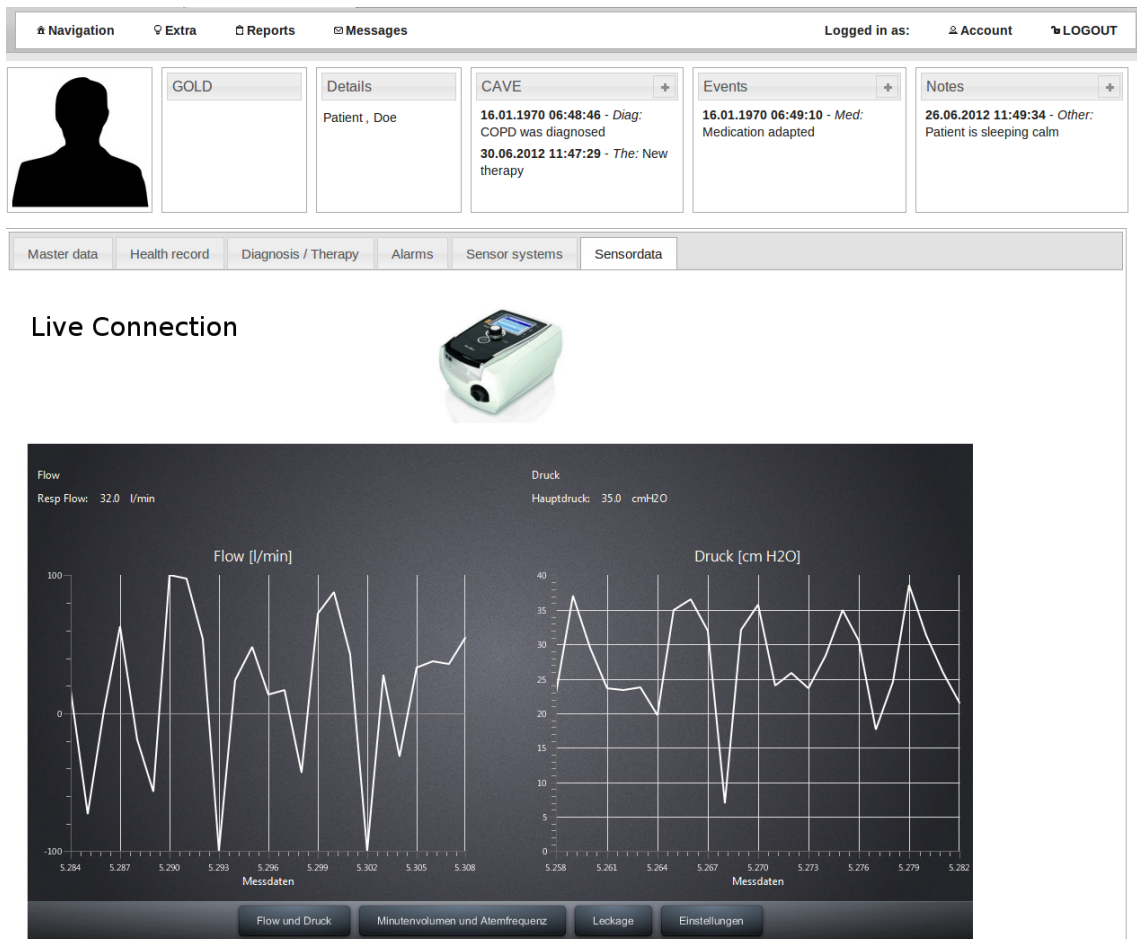 Navigation Extra Reports Messages Logged in as: Account LOGOUT
GOLD
Details
Patient , Doe
CAVE
16.01.1970 06:48:46 - Diag:
COPD was diagnosed
30.06.2012 11:47:29 - The: New
therapy
Events
16.01.1970 06:49:10 - Med:
Medication adapted
Notes
26.06.2012 11:49:34 - Other:
Patient is sleeping calm
Master data Health record Diagnosis / Therapy Alarms Sensor systems Sensordata
Live Connection
Flow
Resp Flow: 32.0 l/min
Flow [l/min]
100
0
-100
5.284 5.287 5.290 5.293 5.296 5.299 5.302 5.305 5.308
Messdaten
Druck
Hauptdruck: 35.0 cmH2O
Druck [cm H2O]
40
35
30
25
20
15
10
5
0
5.258 5.261 5.264 5.267 5.270 5.273 5.276 5.279 5.282
Messdaten
Flow und Druck Minutenvolumen und Atemfrequenz Leckage Einstellungen